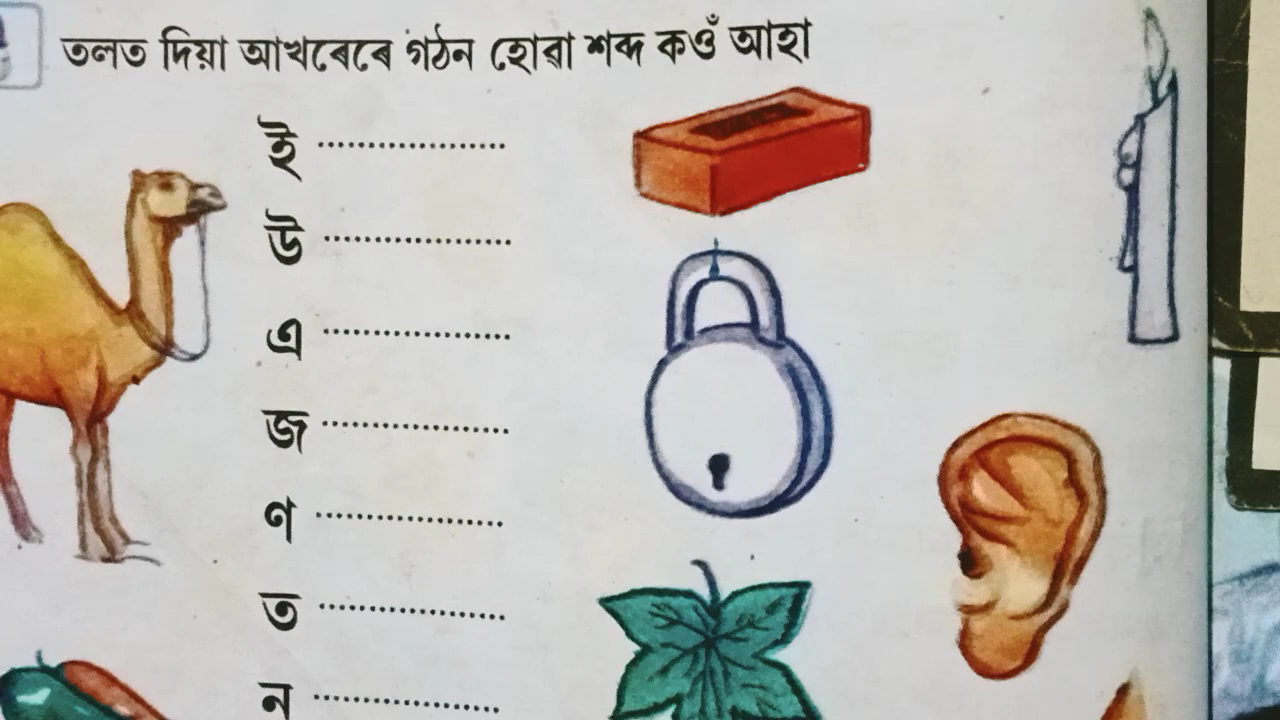 তলত দিয়া আখৰেৰে গঠন হোৱা শব্দ কওঁ আহা
ই ....................
উ ....................
এ ....................
জ ....................
ণ ....................
ত ....................
ন ....................